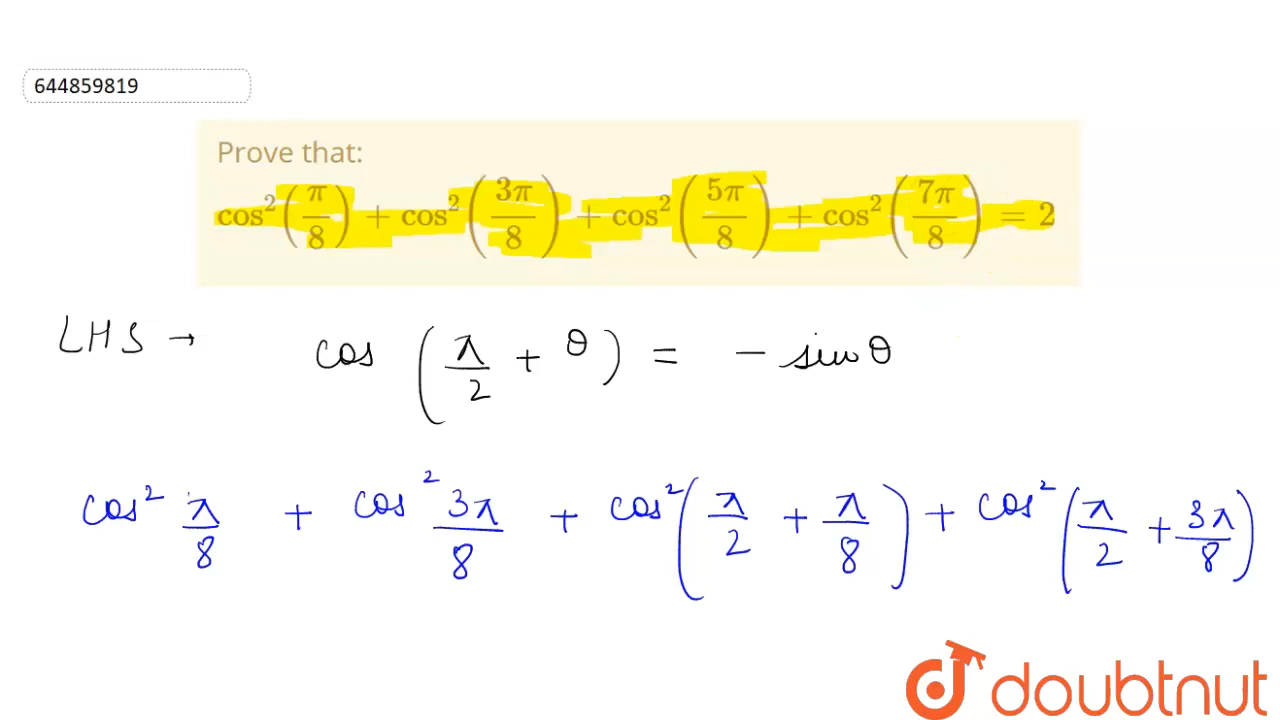 644859819
Prove that:
cos²(π/8) + cos²(3π/8) + cos²(5π/8) + cos²(7π/8) = 2
LHS → cos (π/2 + θ) = - sin θ
cos² π/8 + cos² 3π/8 + cos² (π/2 + π/8) + cos² (π/2 + 3π/8)
doubtnut